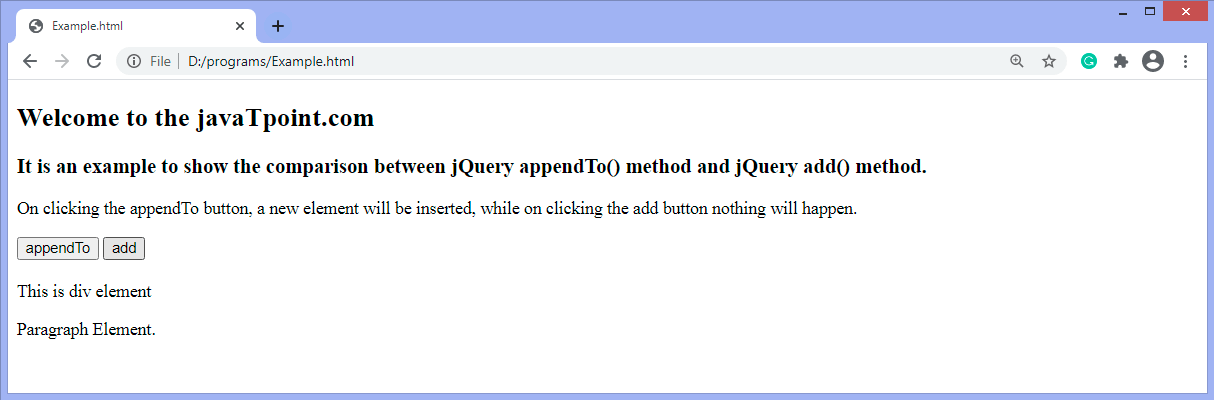 Example.html
File D:/programs/Example.html
Welcome to the javaTpoint.com
It is an example to show the comparison between jQuery appendTo() method and jQuery add() method.
On clicking the appendTo button, a new element will be inserted, while on clicking the add button nothing will happen.
appendTo add
This is div element
Paragraph Element.